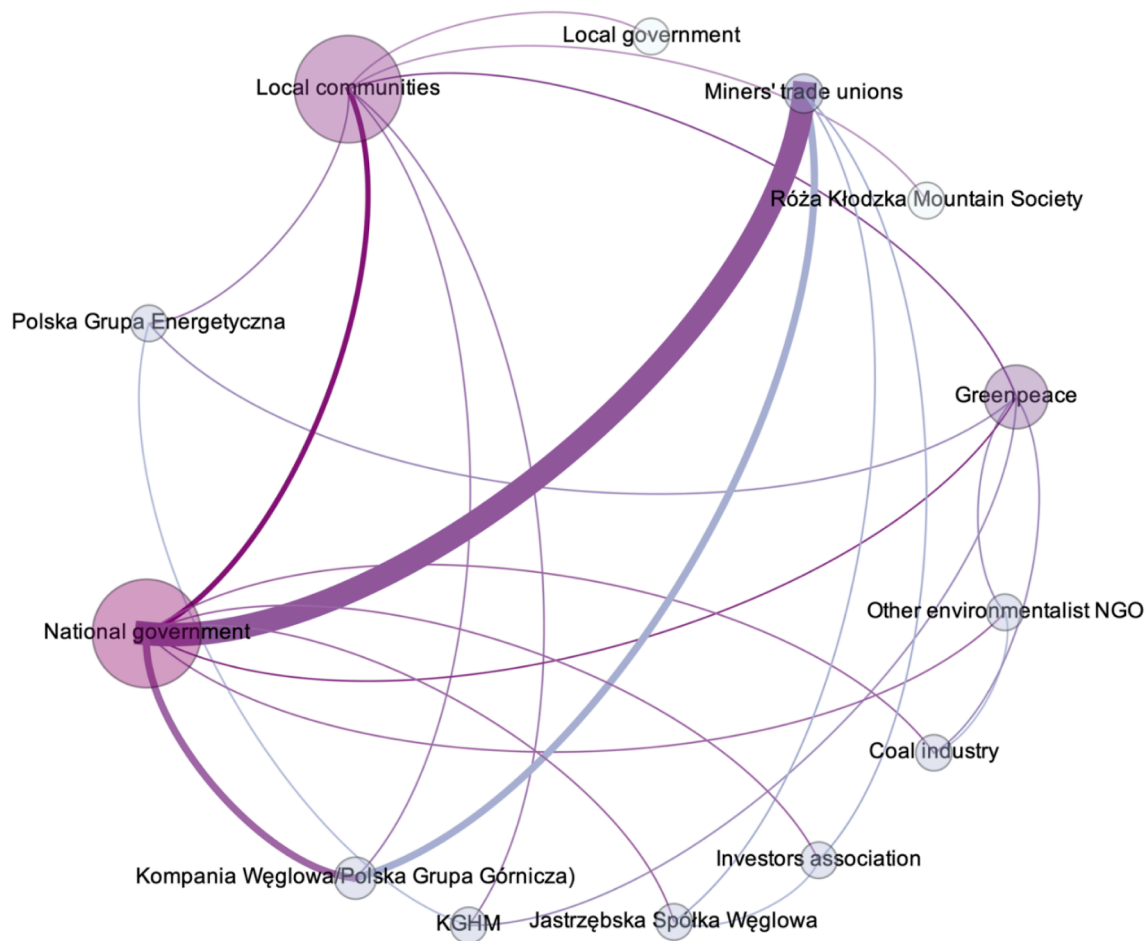 Local government
Local communities
Miners' trade unions
Róża Kłodzka Mountain Society
Polska Grupa Energetyczna
Greenpeace
Other environmentalist NGO
National government
Coal industry
Investors association
Kompania Węglowa/Polska Grupa Górnicza)
KGHM
Jastrzębska Spółka Węglowa